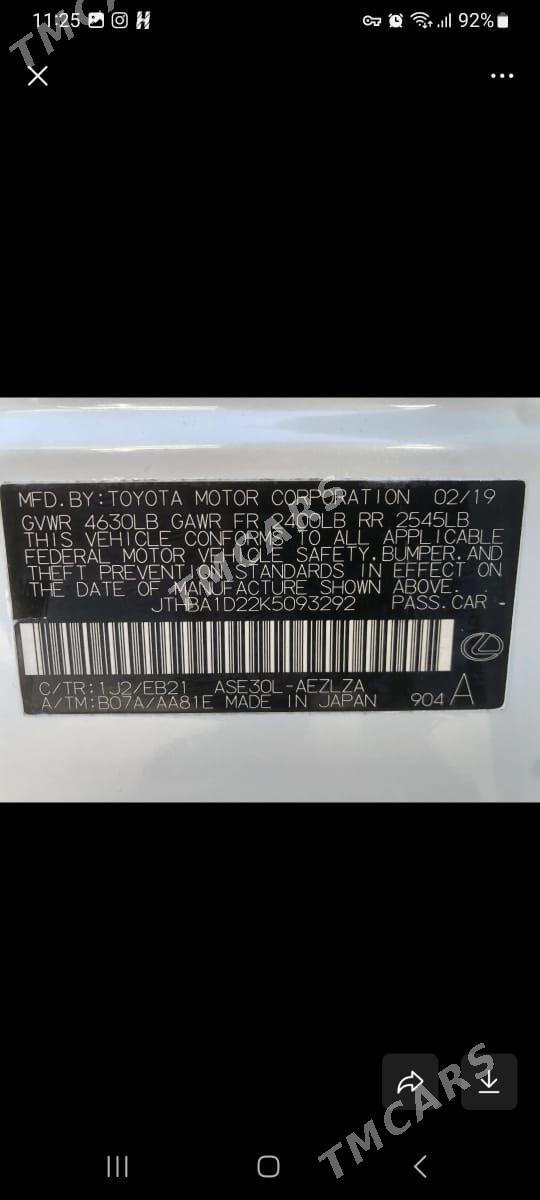 11:25
92%
TMCARS
MFD.BY:TOYOTA MOTOR CORPORATION 02/19
GVWR 4630LB GAWR FR 2400LB RR 2545LB
THIS VEHICLE CONFORMS TO ALL APPLICABLE
FEDERAL MOTOR VEHICLE SAFETY,BUMPER,AND
THEFT PREVENTION STANDARDS IN EFFECT ON
THE DATE OF MANUFACTURE SHOWN ABOVE.
JTHBA1D22K5093292 PASS.CAR
C/TR:1J2/EB21 ASE30L-AEZLZA
A/TM:B07A/AA81E MADE IN JAPAN 904 A
TMCARS
TMCARS